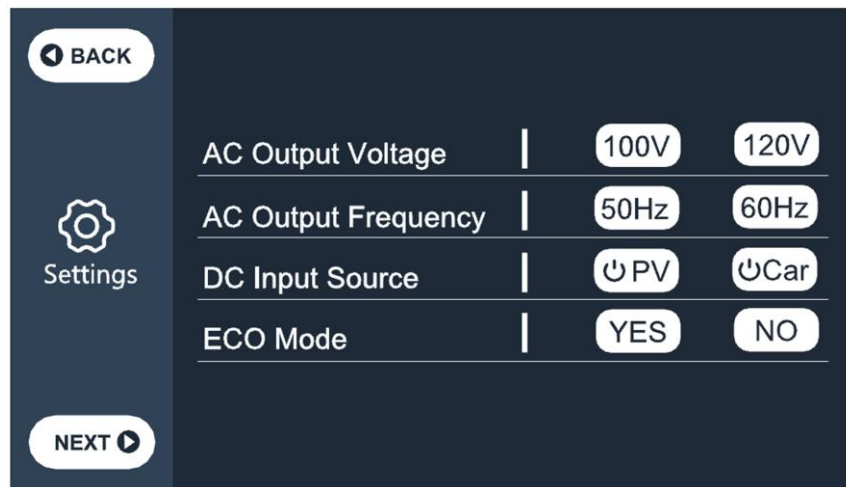 BACK
AC Output Voltage 100V 120V
AC Output Frequency 50Hz 60Hz
Settings
DC Input Source PV Car
ECO Mode YES NO
NEXT